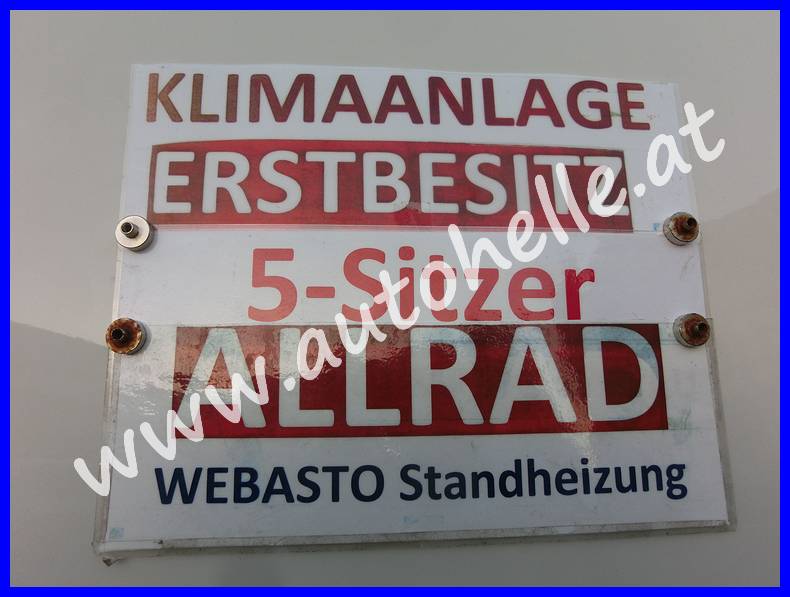 KLIMAANLAGE
ERSTBESITZ
5-Sitzer
ALLRAD
WEBASTO Standheizung
www.autohelle.at